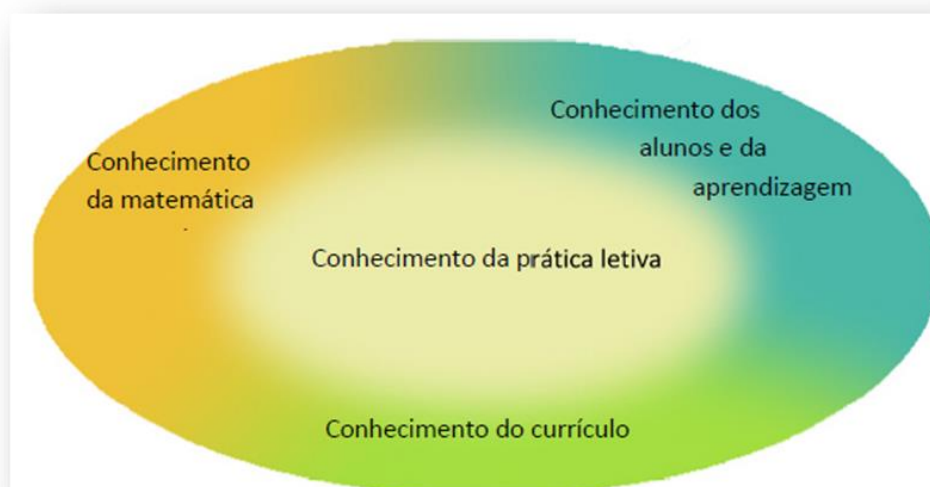 Conhecimento dos
alunos e da
aprendizagem
Conhecimento
da matemática
Conhecimento da prática letiva
Conhecimento do currículo